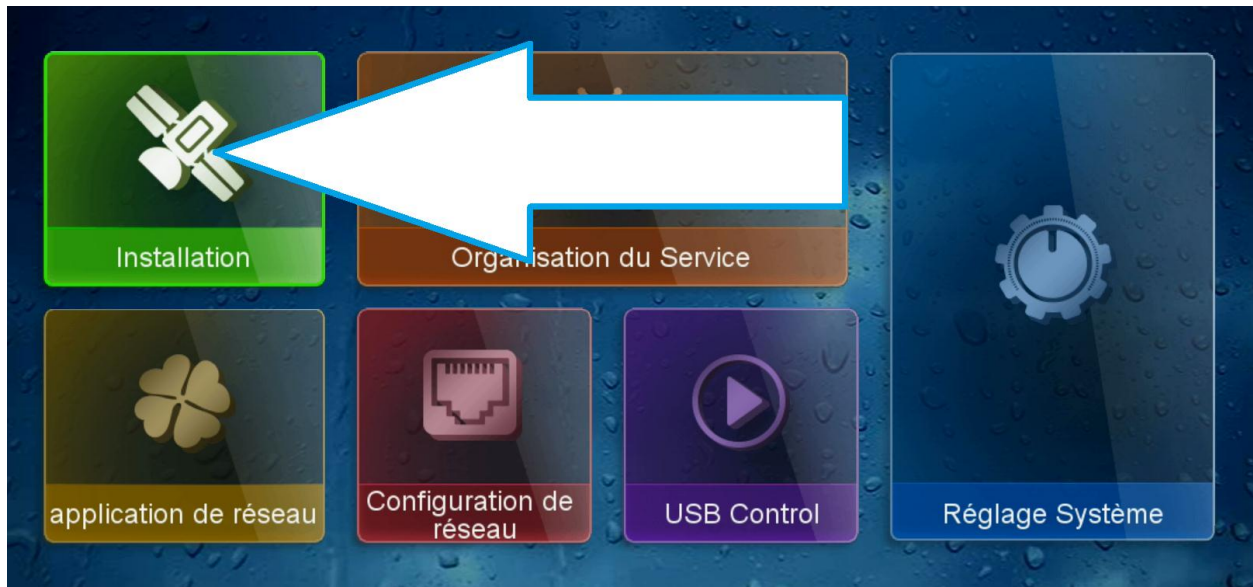 Installation
Organisation du Service
application de réseau
Configuration de
réseau
USB Control
Réglage Système